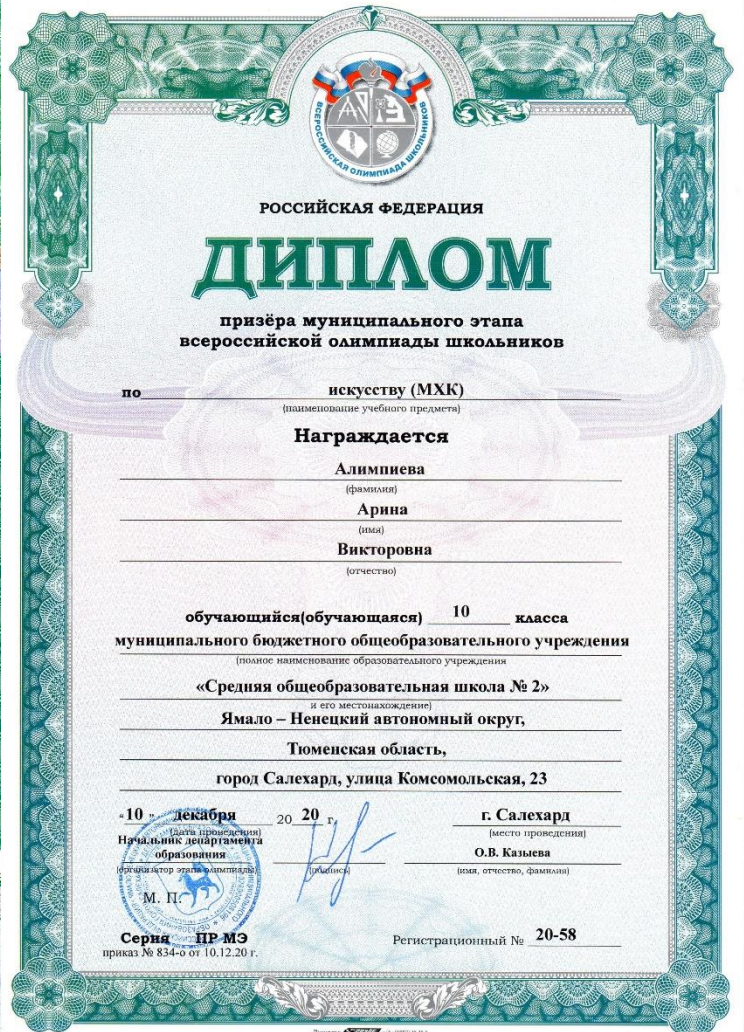 ВСЕРОССИЙСКАЯ ОЛИМПИАДА ШКОЛЬНИКОВ
РОССИЙСКАЯ ФЕДЕРАЦИЯ
ДИПЛОМ
призёра муниципального этапа
всероссийской олимпиады школьников
по искусству (МХК)
(наименование учебного предмета)
Награждается
Алимпиева
(фамилия)
Арина
(имя)
Викторовна
(отчество)
обучающийся(обучающаяся) 10 класса
муниципального бюджетного общеобразовательного учреждения
(полное наименование образовательного учреждения
«Средняя общеобразовательная школа № 2»
и его местонахождение)
Ямало – Ненецкий автономный округ,
Тюменская область,
город Салехард, улица Комсомольская, 23
"10" декабря 2020 г. г. Салехард
(дата проведения) (место проведения)
Начальник департамента
образования О.В. Казыева
(организатор этапа олимпиады) (подпись) (имя, отчество, фамилия)
М. П.
Серия ПР МЭ Регистрационный № 20-58
приказ № 834-о от 10.12.20 г.